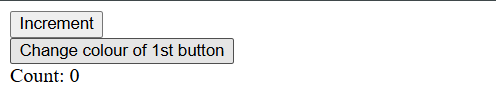 Increment
Change colour of 1st button
Count: 0